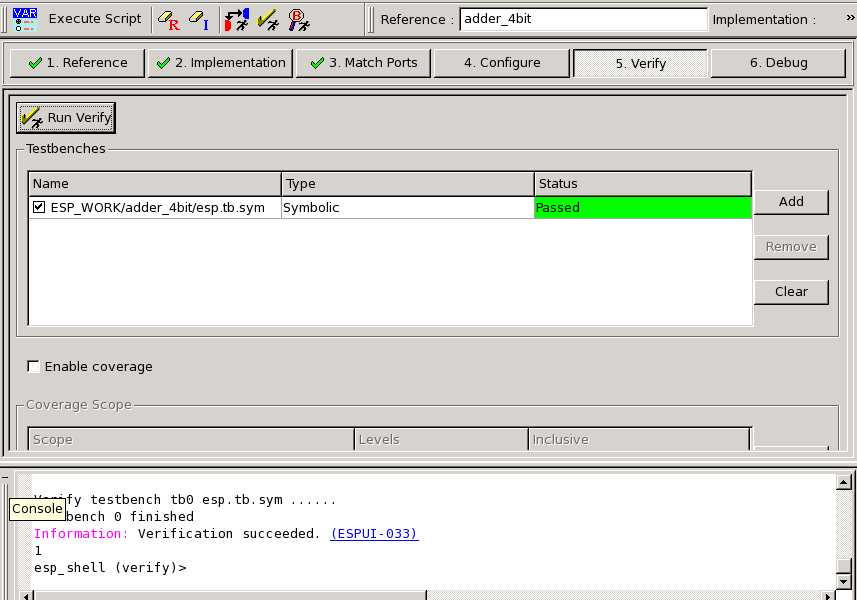 VAR Execute Script R I B Reference : adder_4bit Implementation : »
1. Reference 2. Implementation 3. Match Ports 4. Configure 5. Verify 6. Debug
Run Verify
Testbenches
Name Type Status
ESP_WORK/adder_4bit/esp.tb.sym Symbolic Passed
Add
Remove
Clear
Enable coverage
Coverage Scope
Scope Levels Inclusive
fy testbench tb0 esp.tb.sym ......
Console bench 0 finished
Information: Verification succeeded. (ESPUI-033)
1
esp_shell (verify)>